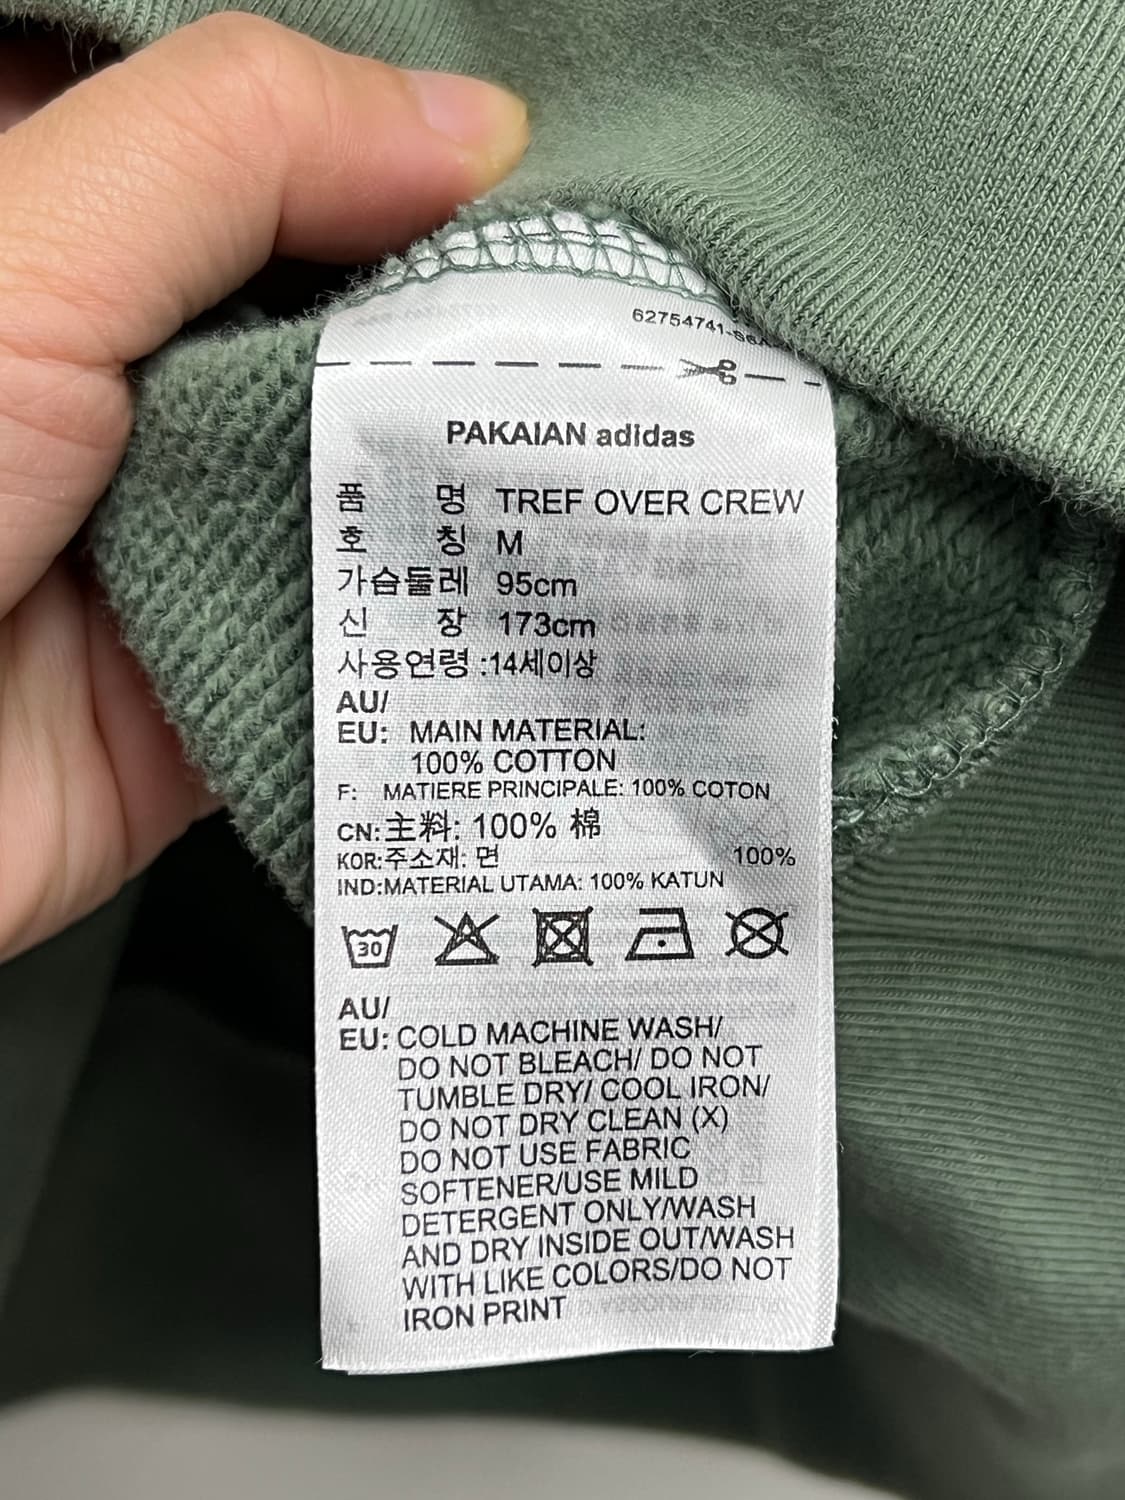 62754741-
PAKAIAN adidas
품 명 TREF OVER CREW
호 칭 M
가슴둘레 95cm
신 장 173cm
사용연령 :14세이상
AU/
EU: MAIN MATERIAL:
100% COTTON
F: MATIERE PRINCIPALE: 100% COTON
CN:主料: 100% 棉
KOR:주소재: 면 100%
IND:MATERIAL UTAMA: 100% KATUN
30
AU/
EU: COLD MACHINE WASH/
DO NOT BLEACH/ DO NOT
TUMBLE DRY/ COOL IRON/
DO NOT DRY CLEAN (X)
DO NOT USE FABRIC
SOFTENER/USE MILD
DETERGENT ONLY/WASH
AND DRY INSIDE OUT/WASH
WITH LIKE COLORS/DO NOT
IRON PRINT